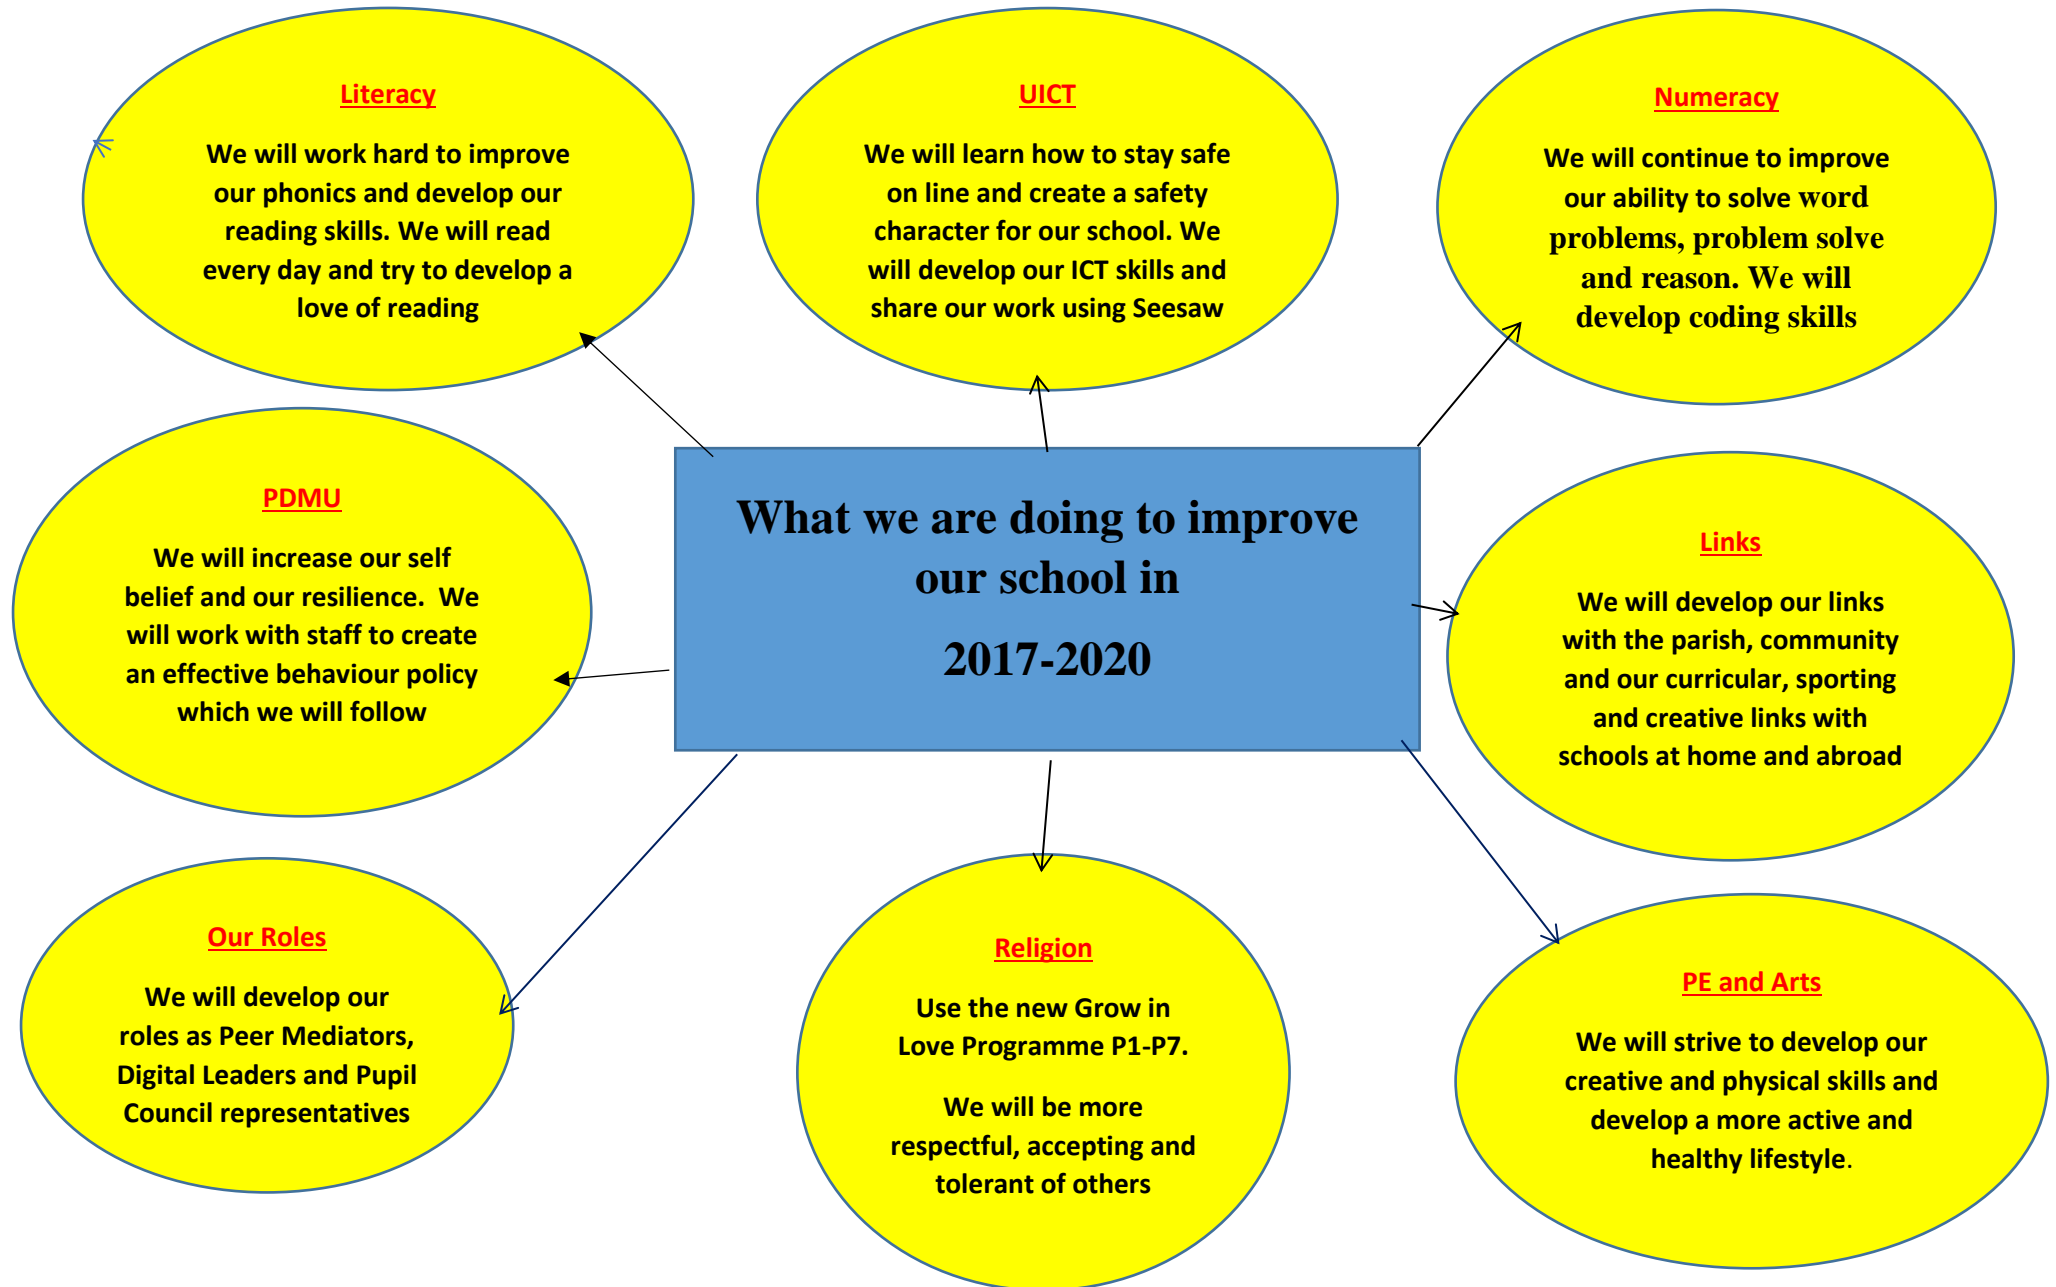 Literacy
We will work hard to improve
our phonics and develop our
reading skills. We will read
every day and try to develop a
love of reading
UICT
We will learn how to stay safe
on line and create a safety
character for our school. We
will develop our ICT skills and
share our work using Seesaw
Numeracy
We will continue to improve
our ability to solve word
problems, problem solve
and reason. We will
develop coding skills
PDMU
We will increase our self
belief and our resilience.  We
will work with staff to create
an effective behaviour policy
which we will follow
What we are doing to improve
our school in
2017-2020
Links
We will develop our links
with the parish, community
and our curricular, sporting
and creative links with
schools at home and abroad
Our Roles
We will develop our
roles as Peer Mediators,
Digital Leaders and Pupil
Council representatives
Religion
Use the new Grow in
Love Programme P1-P7.
We will be more
respectful, accepting and
tolerant of others
PE and Arts
We will strive to develop our
creative and physical skills and
develop a more active and
healthy lifestyle.